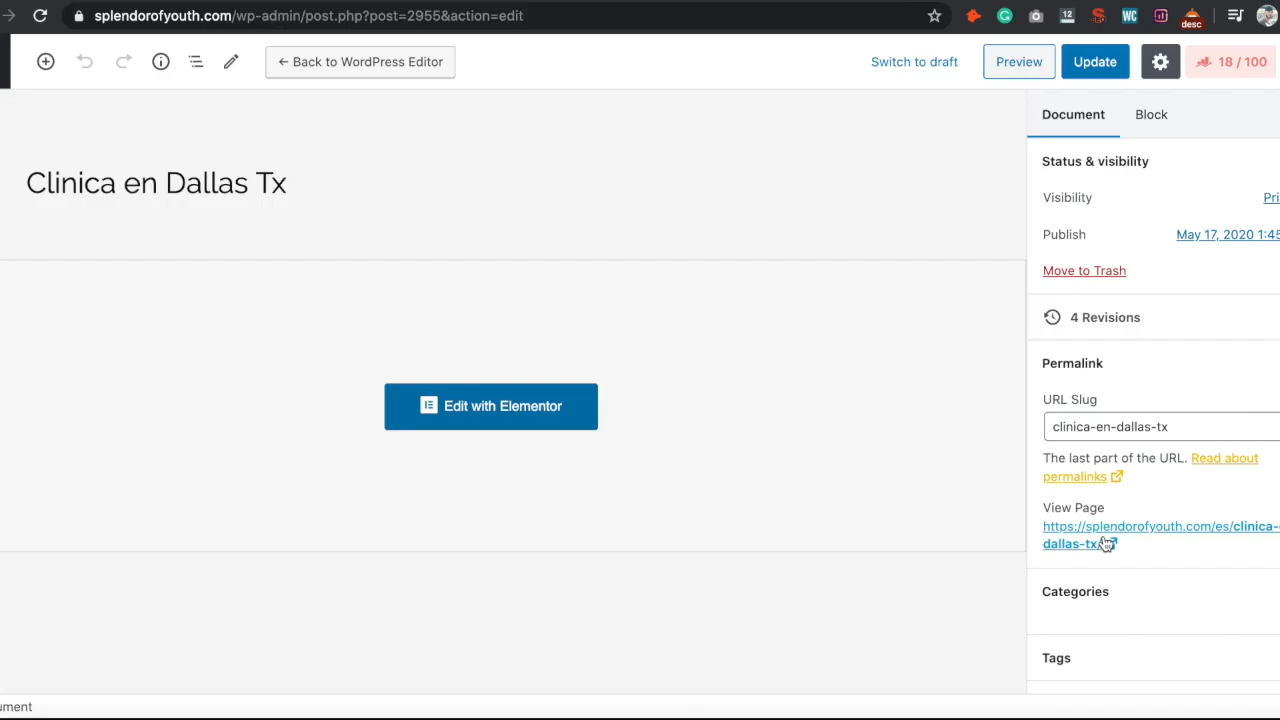 splendorofyouth.com/wp-admin/post.php?post=2955&action=edit
12
WC
desc
← Back to WordPress Editor
Switch to draft
Preview
Update
18 / 100
Document
Block
Clinica en Dallas Tx
Status & visibility
Visibility
Pri
Publish
May 17, 2020 1:45
Move to Trash
4 Revisions
Permalink
URL Slug
clinica-en-dallas-tx
The last part of the URL. Read about
permalinks
View Page
https://splendorofyouth.com/es/clinica-
dallas-tx
Edit with Elementor
Categories
Tags
ument